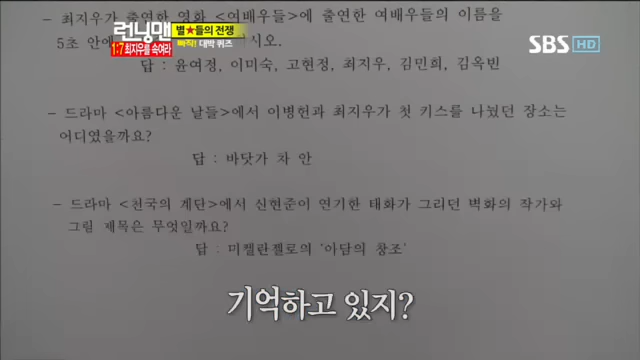 - 최지우가 출연한 영화 <여배우들>에 출연한 여배우들의 이름을
런닝맨
1:7 최지우를 속여라
별★들의 전쟁
대박 퀴즈
SBS HD
5초 안에 시오.
답 : 윤여정, 이미숙, 고현정, 최지우, 김민희, 김옥빈
- 드라마 <아름다운 날들>에서 이병헌과 최지우가 첫 키스를 나눴던 장소는
어디였을까요?
답 : 바닷가 차 안
- 드라마 <천국의 계단>에서 신현준이 연기한 태화가 그리던 벽화의 작가와
그림 제목은 무엇일까요?
답 : 미켈란젤로의 '아담의 창조'
기억하고 있지?